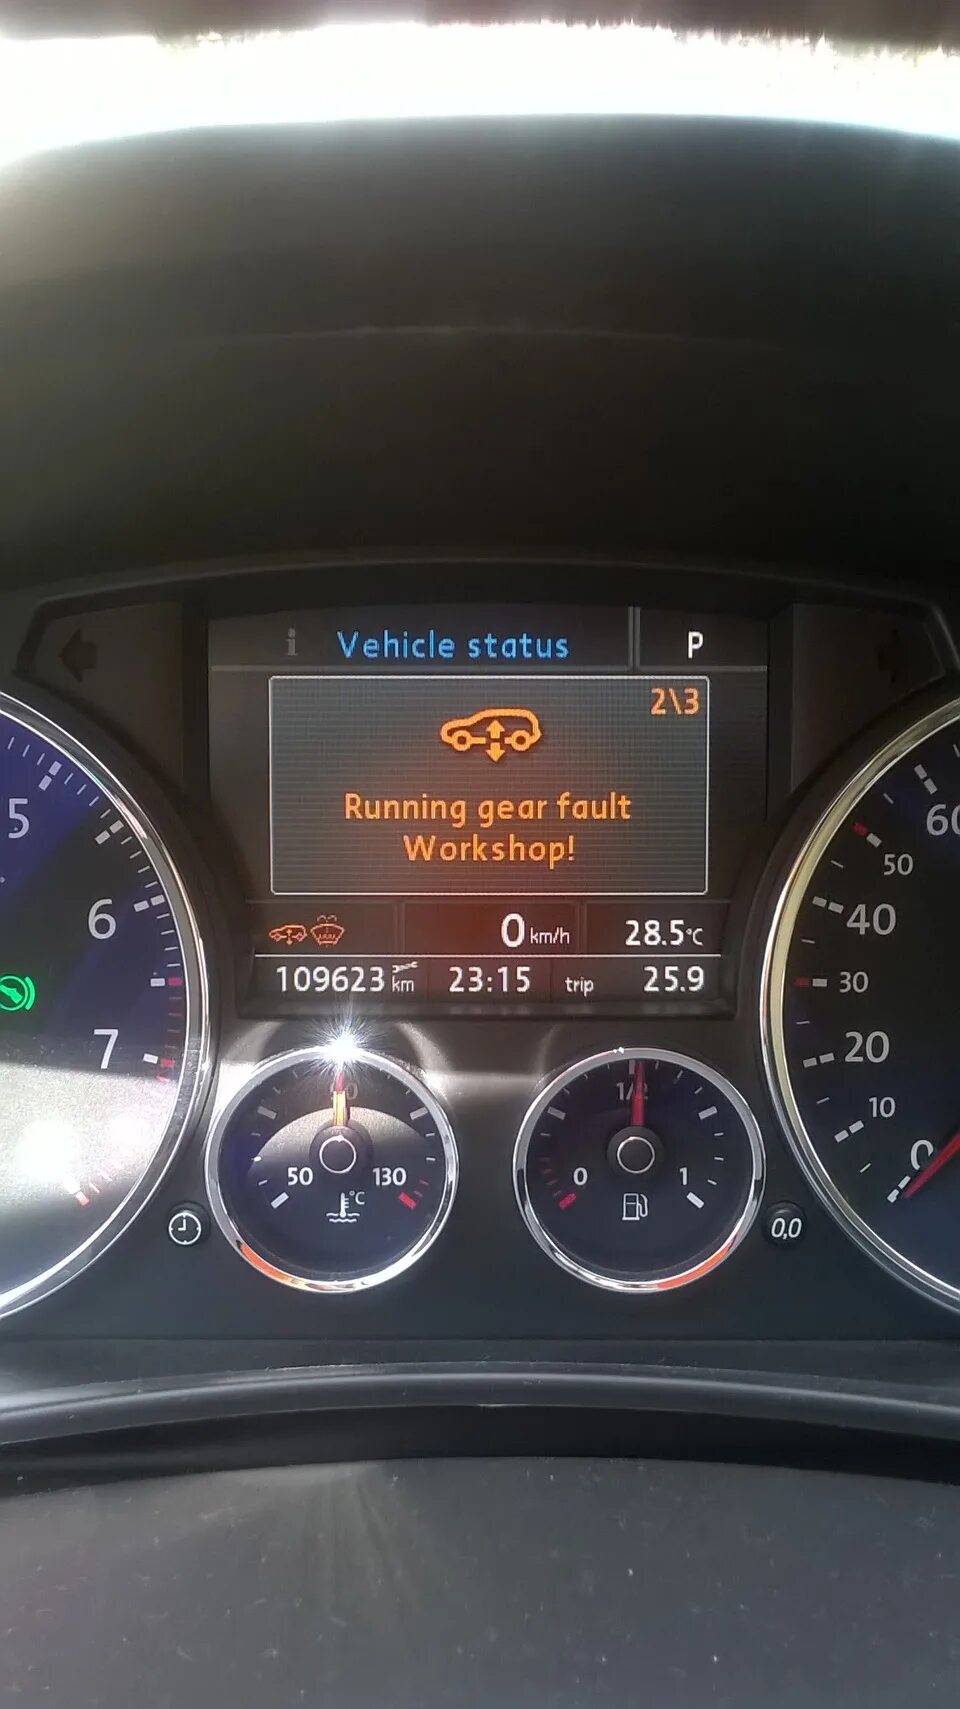 i Vehicle status P
2\3
Running gear fault
Workshop!
0 km/h 28.5°C
109623 km 23:15 trip 25.9
5
6
7
50 130
°C
1/2
0 1
0,0
60
50
40
30
20
10
0